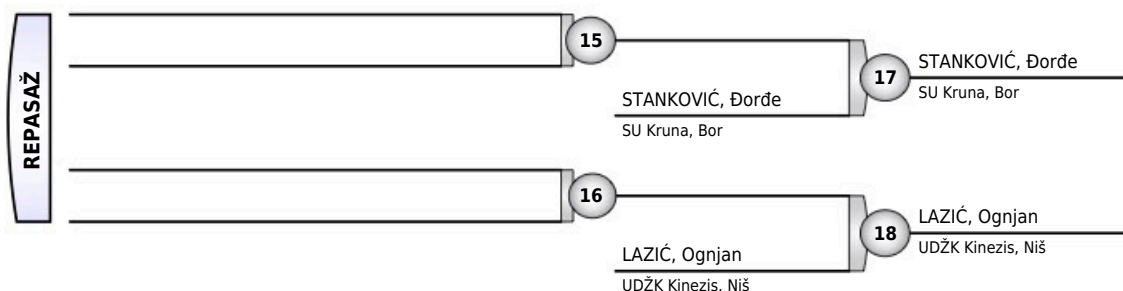 REPASAŽ
15
17
STANKOVIĆ, Đorđe
SU Kruna, Bor
STANKOVIĆ, Đorđe
SU Kruna, Bor
16
18
LAZIĆ, Ognjan
UDŽK Kinezis, Niš
LAZIĆ, Ognjan
UDŽK Kinezis, Niš